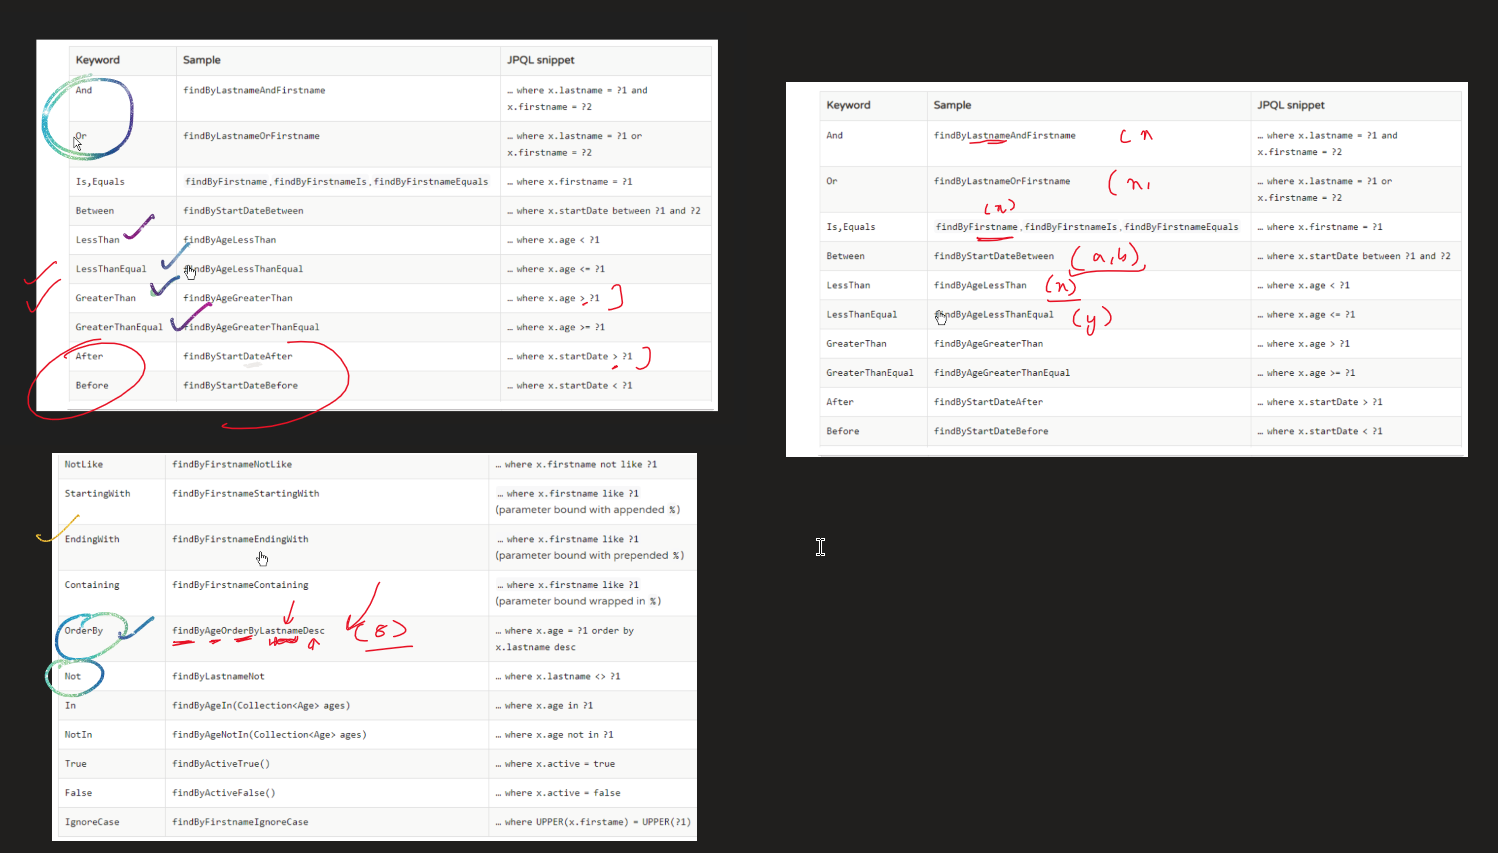 Keyword Sample JPQL snippet
And findByLastnameAndFirstname … where x.lastname = ?1 and
x.firstname = ?2
Or findByLastnameOrFirstname … where x.lastname = ?1 or
x.firstname = ?2
Is,Equals findByFirstname,findByFirstnameIs,findByFirstnameEquals … where x.firstname = ?1
Between findByStartDateBetween … where x.startDate between ?1 and ?2
LessThan findByAgeLessThan … where x.age < ?1
LessThanEqual findByAgeLessThanEqual … where x.age <= ?1
GreaterThan findByAgeGreaterThan … where x.age > ?1
GreaterThanEqual findByAgeGreaterThanEqual … where x.age >= ?1
After findByStartDateAfter … where x.startDate > ?1
Before findByStartDateBefore … where x.startDate < ?1
Keyword Sample JPQL snippet
And findByLastnameAndFirstname (n … where x.lastname = ?1 and
x.firstname = ?2
Or findByLastnameOrFirstname (n, … where x.lastname = ?1 or
x.firstname = ?2
(n)
Is,Equals findByFirstname,findByFirstnameIs,findByFirstnameEquals … where x.firstname = ?1
Between findByStartDateBetween (a,b) … where x.startDate between ?1 and ?2
LessThan findByAgeLessThan (n) … where x.age < ?1
LessThanEqual findByAgeLessThanEqual (y) … where x.age <= ?1
GreaterThan findByAgeGreaterThan … where x.age > ?1
GreaterThanEqual findByAgeGreaterThanEqual … where x.age >= ?1
After findByStartDateAfter … where x.startDate > ?1
Before findByStartDateBefore … where x.startDate < ?1
NotLike findByFirstnameNotLike … where x.firstname not like ?1
StartingWith findByFirstnameStartingWith … where x.firstname like ?1
(parameter bound with appended %)
EndingWith findByFirstnameEndingWith … where x.firstname like ?1
(parameter bound with prepended %)
Containing findByFirstnameContaining … where x.firstname like ?1
(parameter bound wrapped in %)
OrderBy findByAgeOrderByLastnameDesc (8) … where x.age = ?1 order by
x.lastname desc
Not findByLastnameNot … where x.lastname <> ?1
In findByAgeIn(Collection<Age> ages) … where x.age in ?1
NotIn findByAgeNotIn(Collection<Age> ages) … where x.age not in ?1
True findByActiveTrue() … where x.active = true
False findByActiveFalse() … where x.active = false
IgnoreCase findByFirstnameIgnoreCase … where UPPER(x.firstame) = UPPER(?1)